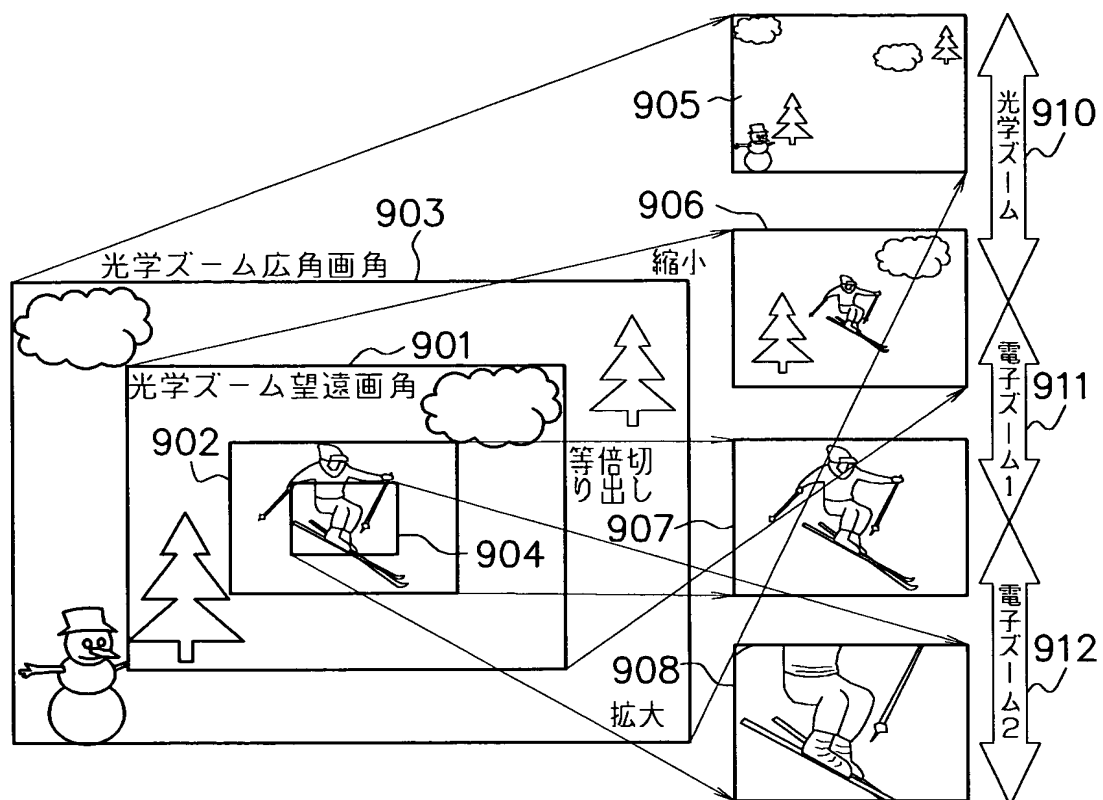 905
光学ズーム
910
906
903
光学ズーム広角画角
縮小
901
光学ズーム望遠画角
電子ズーム1
911
902
等倍切
り出し
907
904
電子ズーム2
912
908
拡大